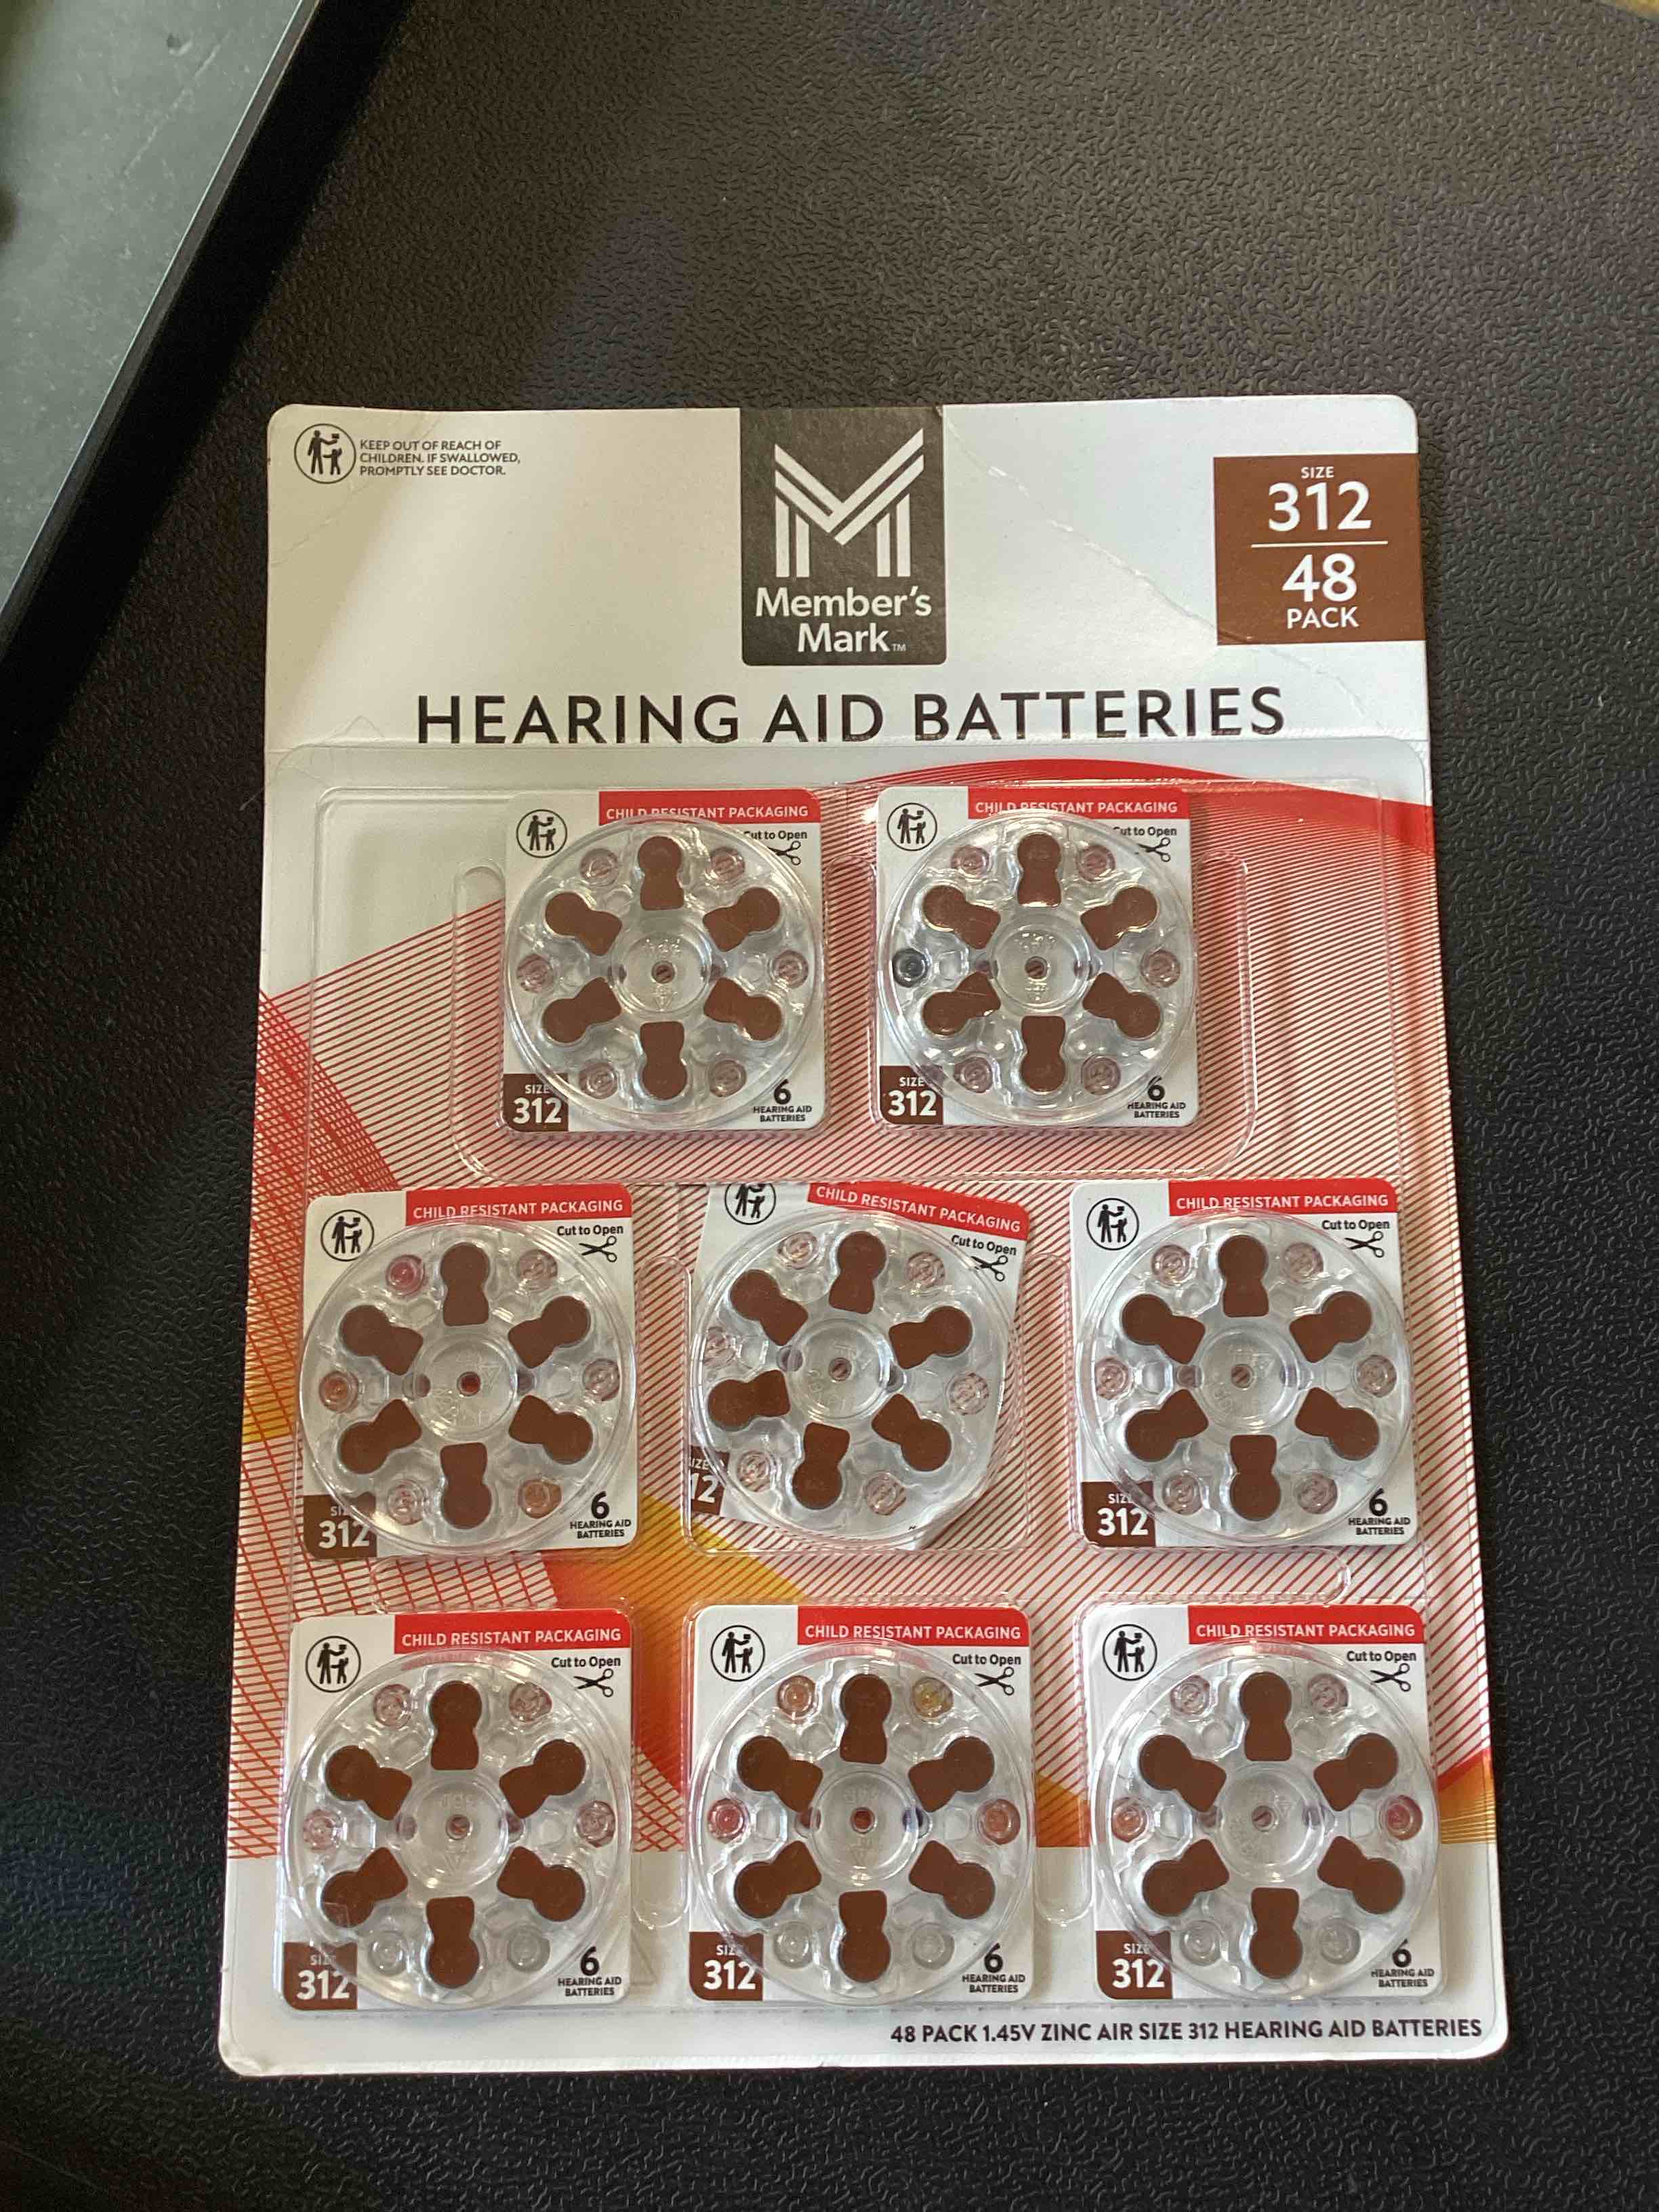 KEEP OUT OF REACH OF
CHILDREN. IF SWALLOWED,
PROMPTLY SEE DOCTOR.
Member's
Mark™
SIZE
312
48
PACK
HEARING AID BATTERIES
CHILD RESISTANT PACKAGING
Cut to Open
SIZE
312
6
HEARING AID
BATTERIES
CHILD RESISTANT PACKAGING
Cut to Open
SIZE
312
6
HEARING AID
BATTERIES
CHILD RESISTANT PACKAGING
Cut to Open
SIZE
312
6
HEARING AID
BATTERIES
CHILD RESISTANT PACKAGING
Cut to Open
IZE
12
CHILD RESISTANT PACKAGING
Cut to Open
SIZE
312
6
HEARING AID
BATTERIES
CHILD RESISTANT PACKAGING
Cut to Open
SIZE
312
6
HEARING AID
BATTERIES
CHILD RESISTANT PACKAGING
Cut to Open
SIZE
312
6
HEARING AID
BATTERIES
CHILD RESISTANT PACKAGING
Cut to Open
SIZE
312
6
HEARING AID
BATTERIES
48 PACK 1.45V ZINC AIR SIZE 312 HEARING AID BATTERIES